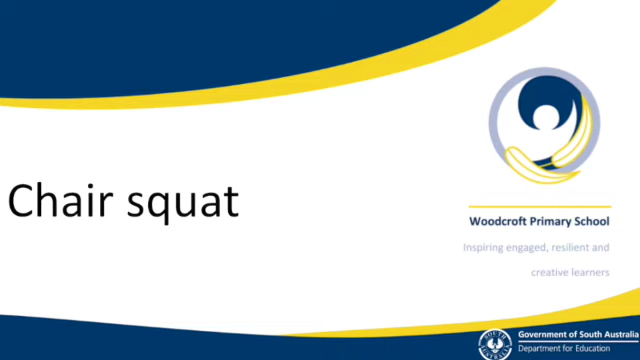 Chair squat
Woodcroft Primary School
Inspiring engaged, resilient and
creative learners
Government of South Australia
Department for Education